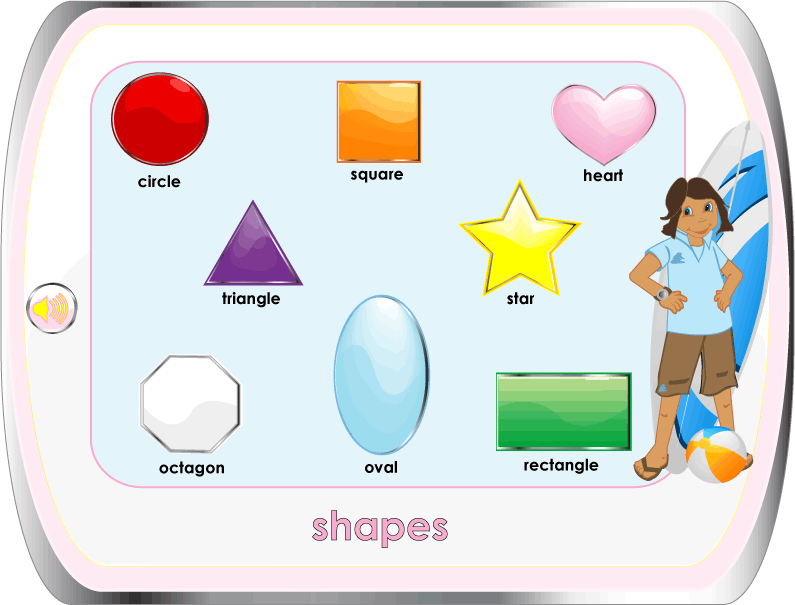 circle
square
heart
triangle
star
octagon
oval
rectangle
shapes